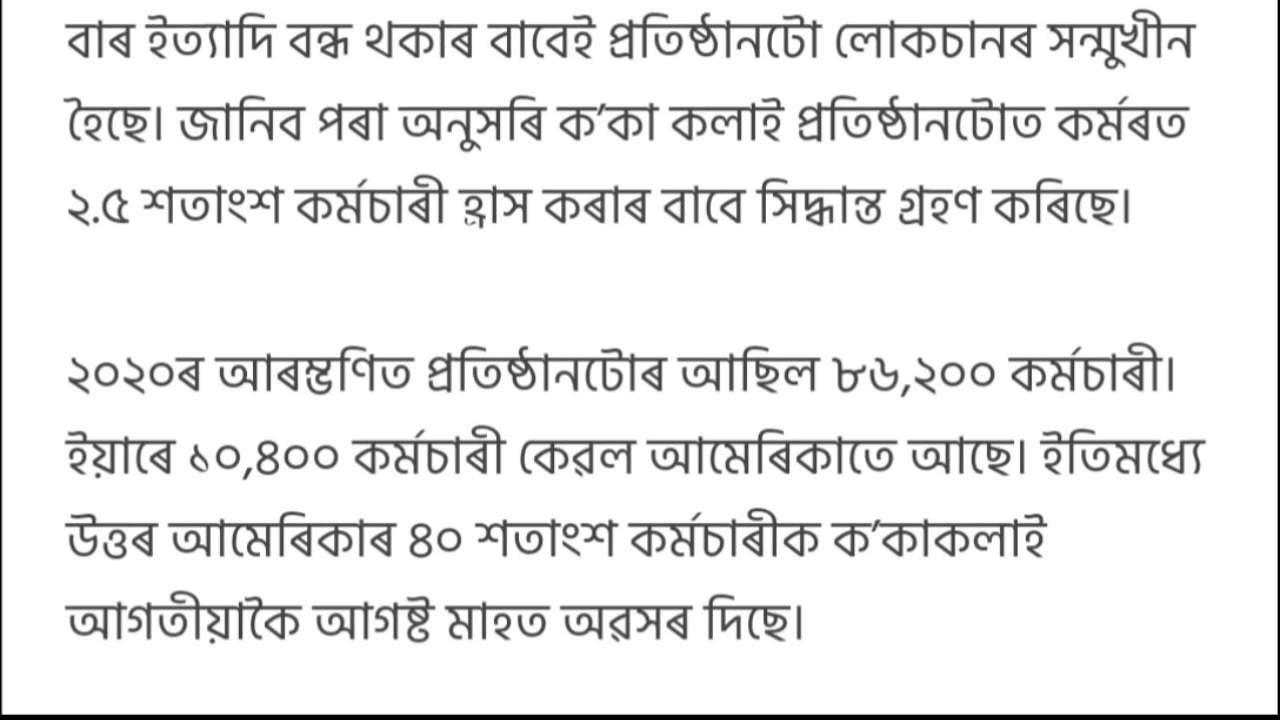 বাৰ ইত্যাদি বন্ধ থকাৰ বাবেই প্ৰতিষ্ঠানটো লোকচানৰ সন্মুখীন
হৈছে। জানিব পৰা অনুসৰি ক’কা কলাই প্ৰতিষ্ঠানটোত কৰ্মৰত
২.৫ শতাংশ কৰ্মচাৰী হ্ৰাস কৰাৰ বাবে সিদ্ধান্ত গ্ৰহণ কৰিছে।
২০২০ৰ আৰম্ভণিত প্ৰতিষ্ঠানটোৰ আছিল ৮৬,২০০ কৰ্মচাৰী।
ইয়াৰে ১০,৪০০ কৰ্মচাৰী কেৱল আমেৰিকাতে আছে। ইতিমধ্যে
উত্তৰ আমেৰিকাৰ ৪০ শতাংশ কৰ্মচাৰীক ক’কাকলাই
আগতীয়াকৈ আগষ্ট মাহত অৱসৰ দিছে।